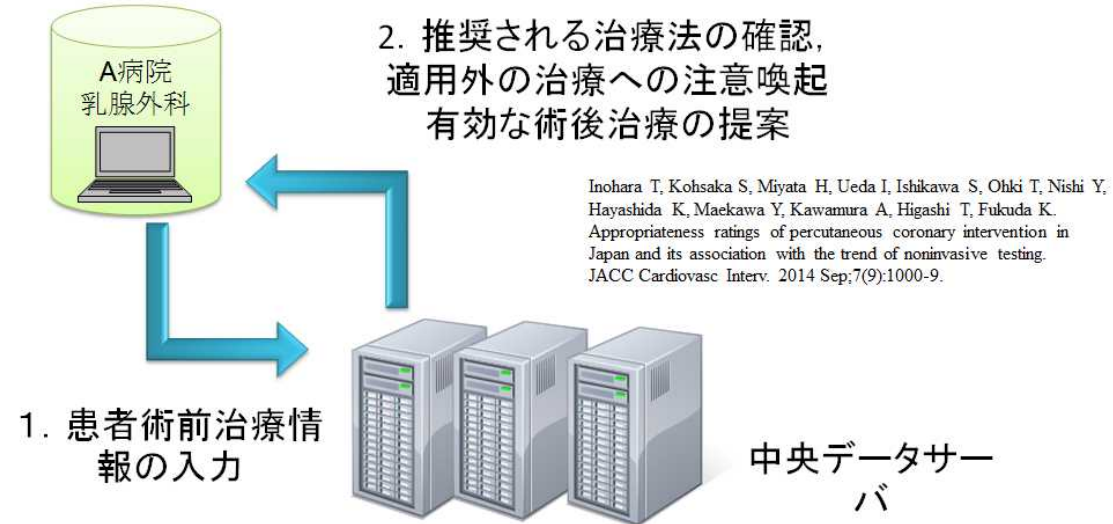 A病院
乳腺外科
2. 推奨される治療法の確認,
適用外の治療への注意喚起
有効な術後治療の提案
Inohara T, Kohsaka S, Miyata H, Ueda I, Ishikawa S, Ohki T, Nishi Y,
Hayashida K, Maekawa Y, Kawamura A, Higashi T, Fukuda K.
Appropriateness ratings of percutaneous coronary intervention in
Japan and its association with the trend of noninvasive testing.
JACC Cardiovasc Interv. 2014 Sep;7(9):1000-9.
1. 患者術前治療情
報の入力
中央データサー
バ